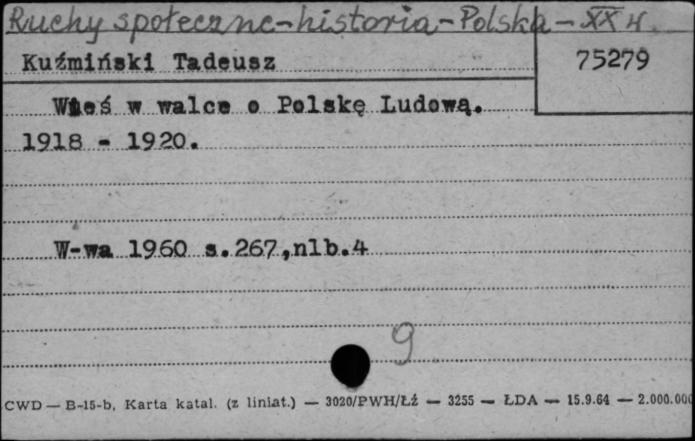 Ruchy społeczne - historia - Polska - XX w.
Kuźmiński Tadeusz
75279
Wieś w walce o Polskę Ludową.
1918 - 1920.
W-wa 1960 s.267,nlb.4
9
CWD — B-15-b, Karta katal. (z liniat.) — 3020/PWH/Łź — 3255 — ŁDA — 15.9.64 — 2.000.000